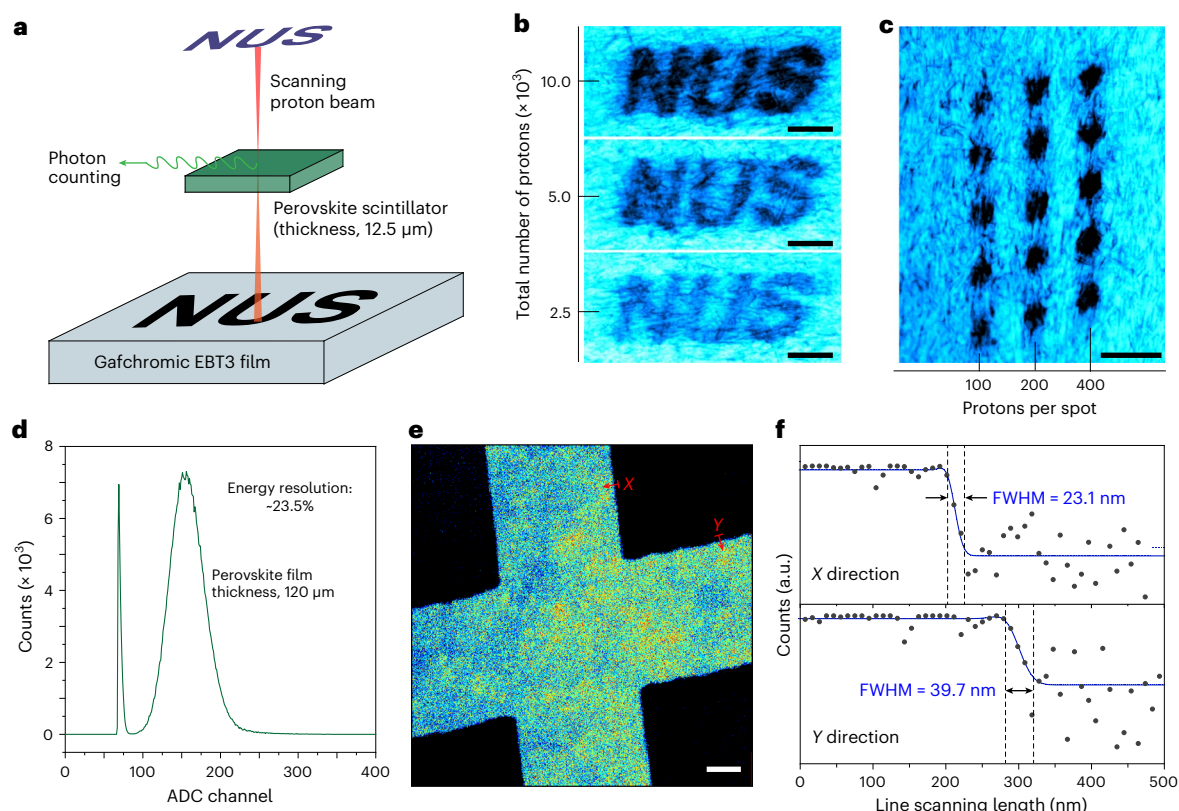 a
NUS
Scanning
proton beam
Photon
counting
Perovskite scintillator
(thickness, 12.5 µm)
NUS
Gafchromic EBT3 film
b
Total number of protons (× 10³)
10.0
5.0
2.5
NUS
NUS
NUS
c
100 200 400
Protons per spot
d
Counts (× 10³)
8
6
4
2
0
Energy resolution:
~23.5%
Perovskite film
thickness, 120 µm
0 100 200 300 400
ADC channel
e
X
Y
f
Counts (a.u.)
FWHM = 23.1 nm
X direction
FWHM = 39.7 nm
Y direction
0 100 200 300 400 500
Line scanning length (nm)